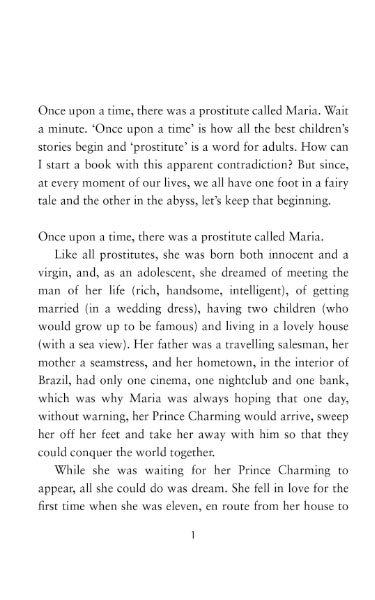 Once upon a time, there was a prostitute called Maria. Wait
a minute. ‘Once upon a time’ is how all the best children’s
stories begin and ‘prostitute’ is a word for adults. How can
I start a book with this apparent contradiction? But since,
at every moment of our lives, we all have one foot in a fairy
tale and the other in the abyss, let’s keep that beginning.
Once upon a time, there was a prostitute called Maria.
Like all prostitutes, she was born both innocent and a
virgin, and, as an adolescent, she dreamed of meeting the
man of her life (rich, handsome, intelligent), of getting
married (in a wedding dress), having two children (who
would grow up to be famous) and living in a lovely house
(with a sea view). Her father was a travelling salesman, her
mother a seamstress, and her hometown, in the interior of
Brazil, had only one cinema, one nightclub and one bank,
which was why Maria was always hoping that one day,
without warning, her Prince Charming would arrive, sweep
her off her feet and take her away with him so that they
could conquer the world together.
While she was waiting for her Prince Charming to
appear, all she could do was dream. She fell in love for the
first time when she was eleven, en route from her house to
1